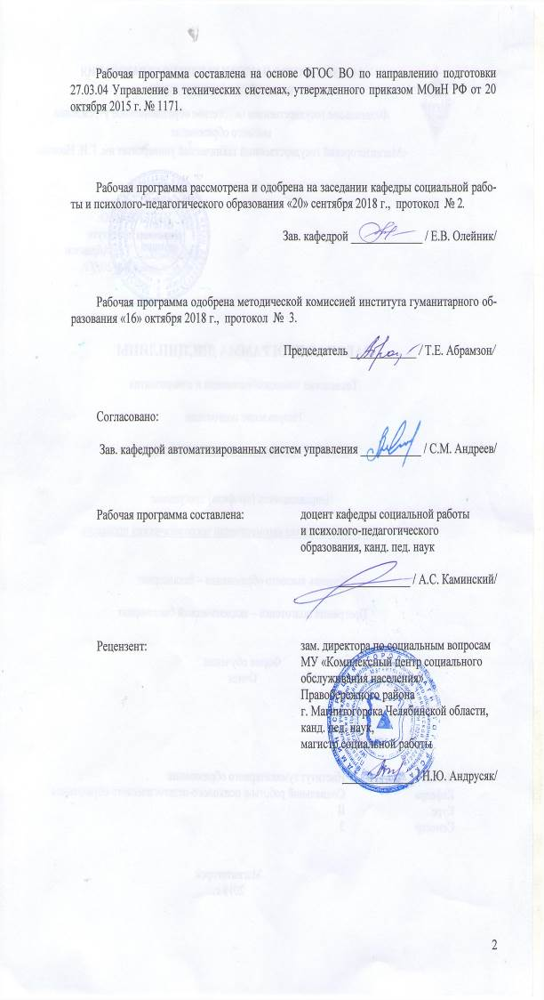 Рабочая программа составлена на основе ФГОС ВО по направлению подготовки
27.03.04 Управление в технических системах, утвержденного приказом МОиН РФ от 20
октября 2015 г. № 1171.
Рабочая программа рассмотрена и одобрена на заседании кафедры социальной рабо-
ты и психолого-педагогического образования «20» сентября 2018 г., протокол № 2.
Зав. кафедрой ____________ / Е.В. Олейник/
Рабочая программа одобрена методической комиссией института гуманитарного об-
разования «16» октября 2018 г., протокол № 3.
Председатель ___________ / Т.Е. Абрамзон/
Согласовано:
Зав. кафедрой автоматизированных систем управления __________ / С.М. Андреев/
Рабочая программа составлена: доцент кафедры социальной работы
и психолого-педагогического
образования, канд. пед. наук
____________ / А.С. Каминский/
Рецензент: зам. директора по социальным вопросам
МУ «Комплексный центр социального
обслуживания населения»,
Правобережного района
г. Магнитогорска Челябинской области,
канд. пед. наук,
магистр социальной работы
____________ / Н.Ю. Андрусяк/
2